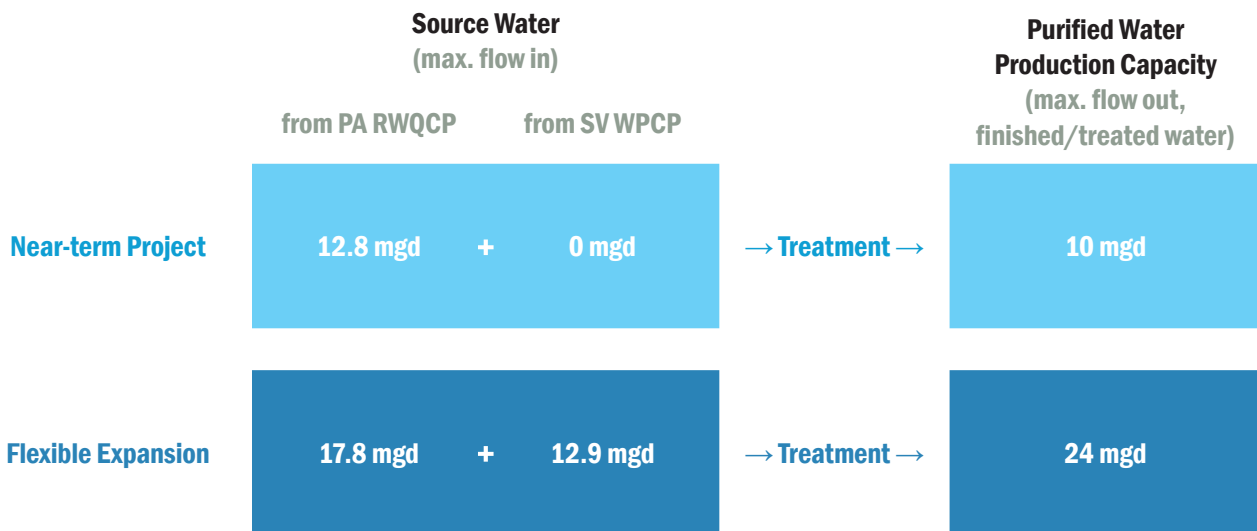 Source Water
(max. flow in)
Purified Water
Production Capacity
(max. flow out,
finished/treated water)
from PA RWQCP
from SV WPCP
Near-term Project
12.8 mgd + 0 mgd
→ Treatment →
10 mgd
Flexible Expansion
17.8 mgd + 12.9 mgd
→ Treatment →
24 mgd